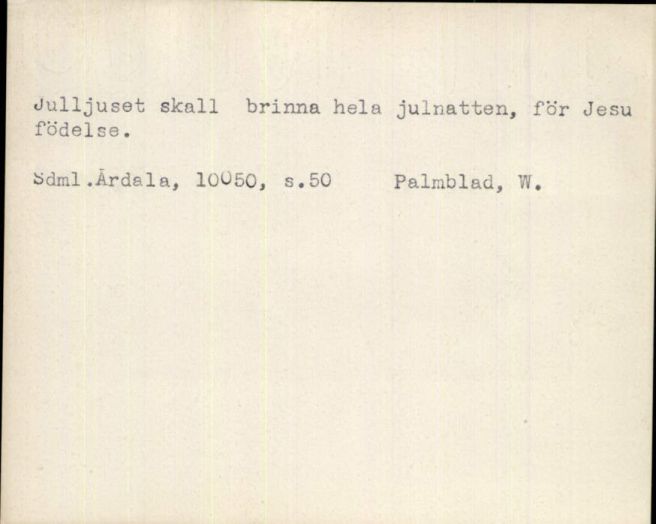 Julljuset skall  brinna hela julnatten, för Jesu
födelse.
Sdml.Årdala, 10050, s.50     Palmblad, W.